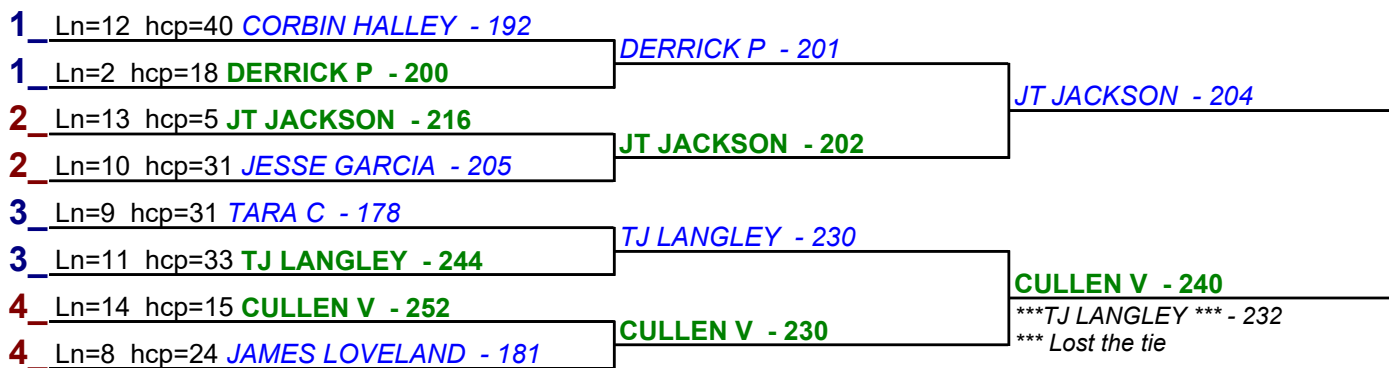 1_ Ln=12 hcp=40 CORBIN HALLEY - 192
DERRICK P - 201
1_ Ln=2 hcp=18 DERRICK P - 200
JT JACKSON - 204
2_ Ln=13 hcp=5 JT JACKSON - 216
JT JACKSON - 202
2_ Ln=10 hcp=31 JESSE GARCIA - 205
3_ Ln=9 hcp=31 TARA C - 178
TJ LANGLEY - 230
3_ Ln=11 hcp=33 TJ LANGLEY - 244
CULLEN V - 240
4_ Ln=14 hcp=15 CULLEN V - 252
***TJ LANGLEY *** - 232
CULLEN V - 230
*** Lost the tie
4_ Ln=8 hcp=24 JAMES LOVELAND - 181